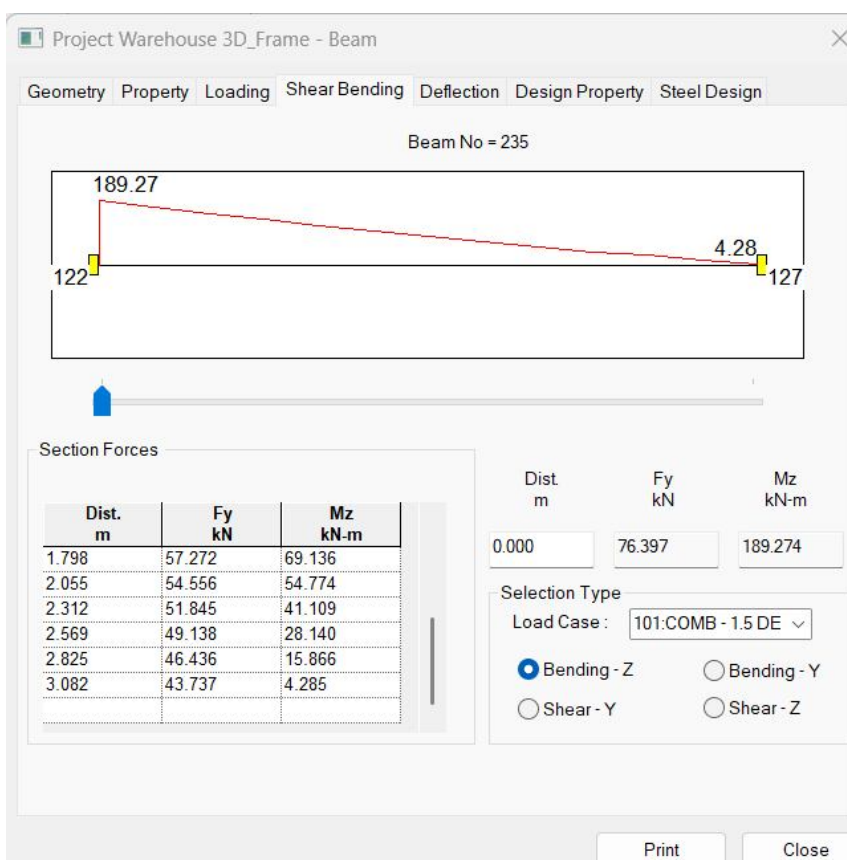 Project Warehouse 3D_Frame - Beam
Geometry Property Loading Shear Bending Deflection Design Property Steel Design
Beam No = 235
189.27
4.28
122
127
Section Forces
Dist. Fy Mz
m kN kN-m
1.798 57.272 69.136
2.055 54.556 54.774
2.312 51.845 41.109
2.569 49.138 28.140
2.825 46.436 15.866
3.082 43.737 4.285
Dist. Fy Mz
m kN kN-m
0.000 76.397 189.274
Selection Type
Load Case : 101:COMB - 1.5 DE
Bending - Z Bending - Y
Shear - Y Shear - Z
Print Close